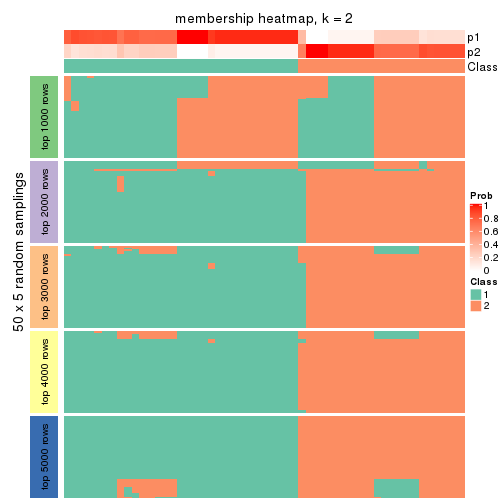 membership heatmap, k = 2
p1
p2
Class
50 x 5 random samplings
top 1000 rows
top 2000 rows
top 3000 rows
top 4000 rows
top 5000 rows
Prob
1
0.8
0.6
0.4
0.2
0
Class
1
2